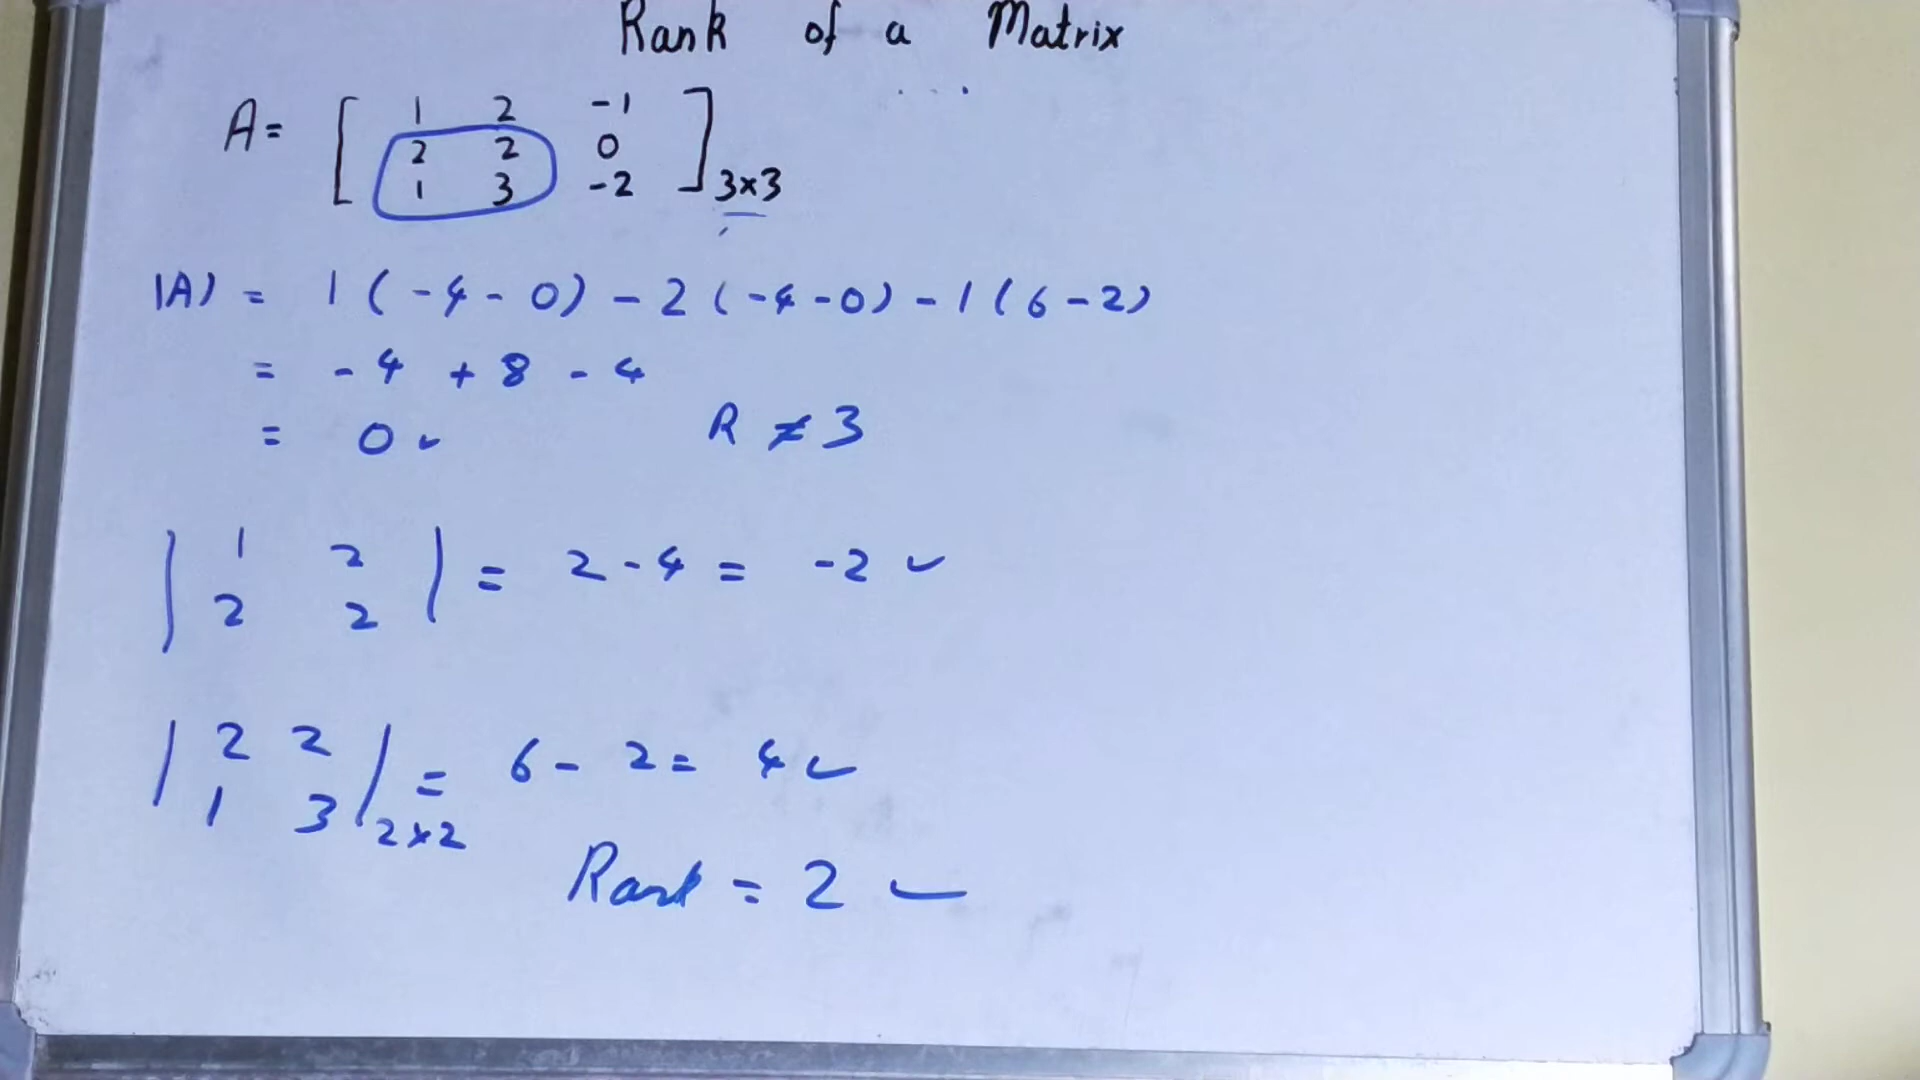 Rank of a Matrix
A = [ 1 2 -1
2 2 0
1 3 -2 ] 3×3
|A| = 1 ( -4 - 0 ) - 2 ( -4 - 0 ) - 1 ( 6 - 2 )
= -4 + 8 - 4
= 0 ✓ R ≠ 3
| 1 2
2 2 | = 2 - 4 = -2 ✓
| 2 2
1 3 | 2×2 = 6 - 2 = 4 ✓
Rank = 2 ✓